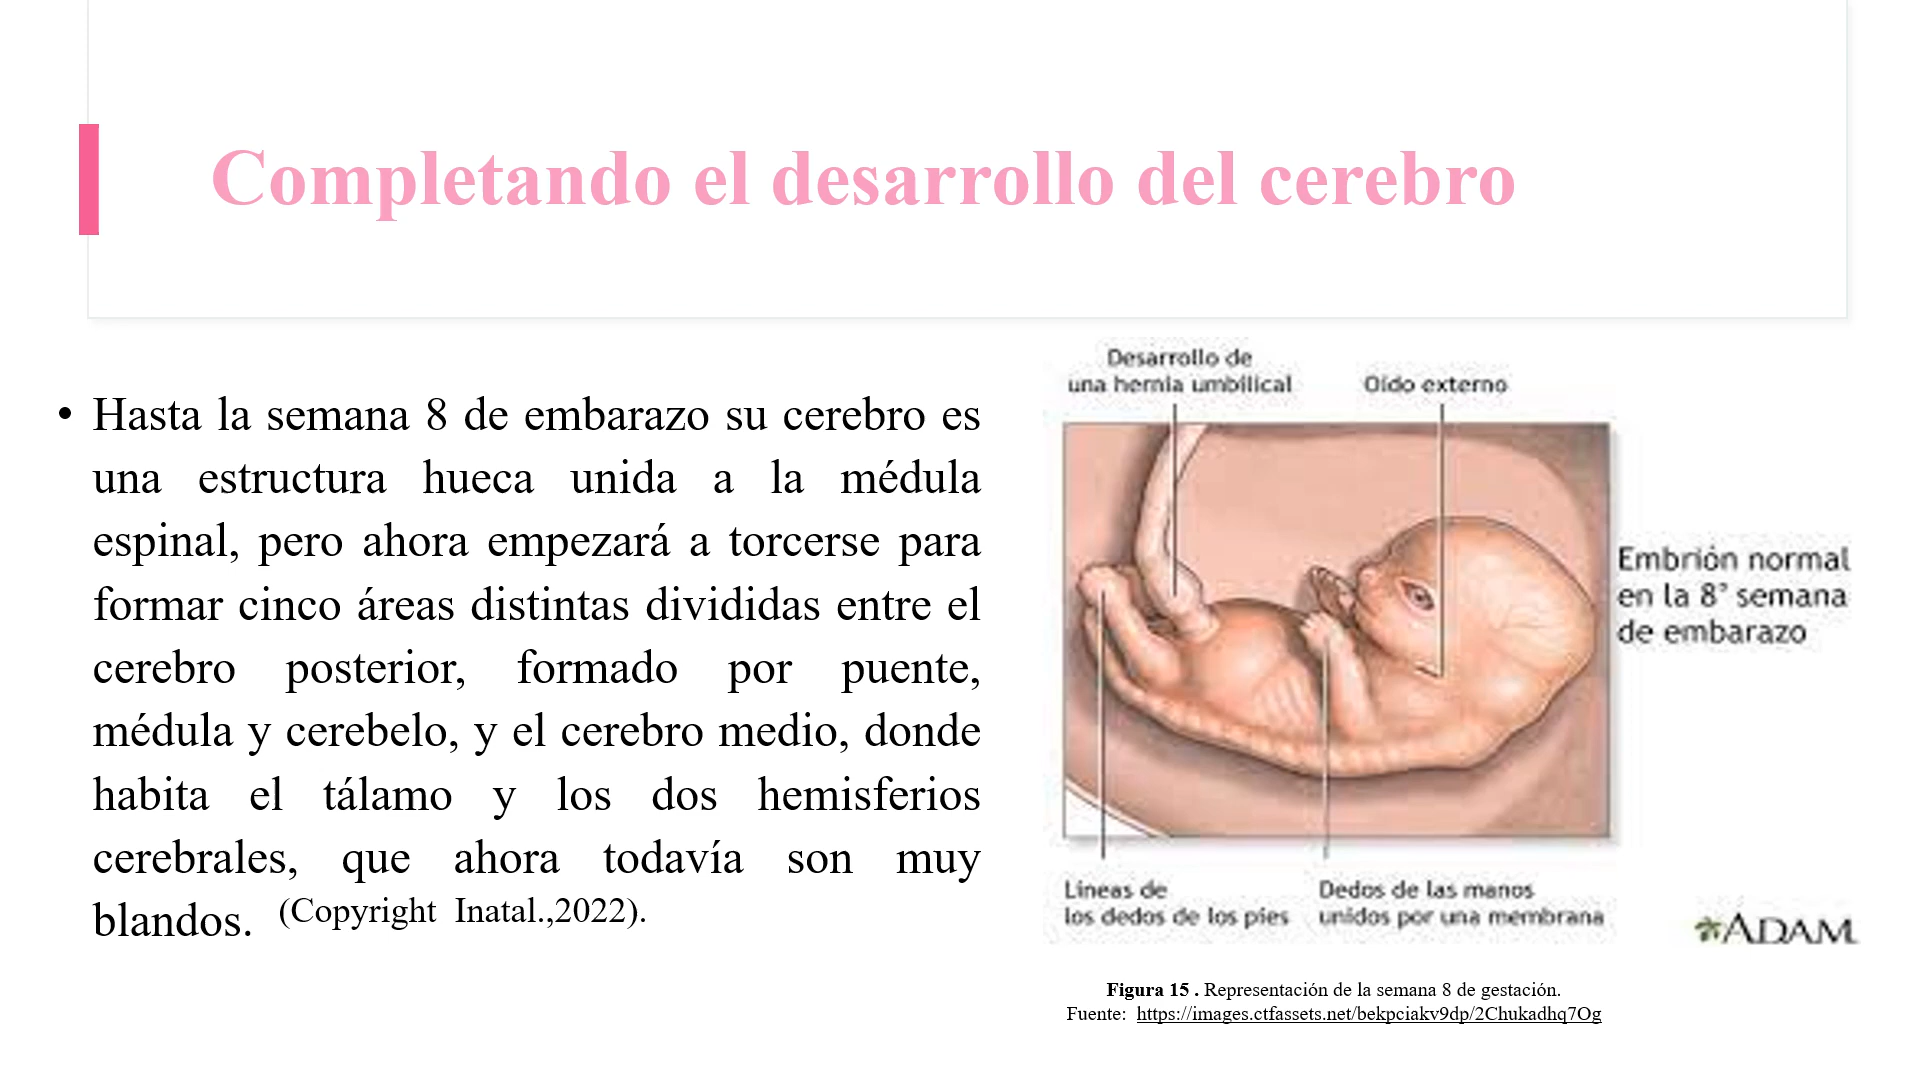 Completando el desarrollo del cerebro
• Hasta la semana 8 de embarazo su cerebro es
una estructura hueca unida a la médula
espinal, pero ahora empezará a torcerse para
formar cinco áreas distintas divididas entre el
cerebro posterior, formado por puente,
médula y cerebelo, y el cerebro medio, donde
habita el tálamo y los dos hemisferios
cerebrales, que ahora todavía son muy
blandos. (Copyright Inatal.,2022).
Desarrollo de
una hernia umbilical
Oído externo
Embrión normal
en la 8° semana
de embarazo
Líneas de
los dedos de los pies
Dedos de las manos
unidos por una membrana
ADAM
Figura 15 . Representación de la semana 8 de gestación.
Fuente: https://images.ctfassets.net/bekpciakv9dp/2Chukadhq7Og